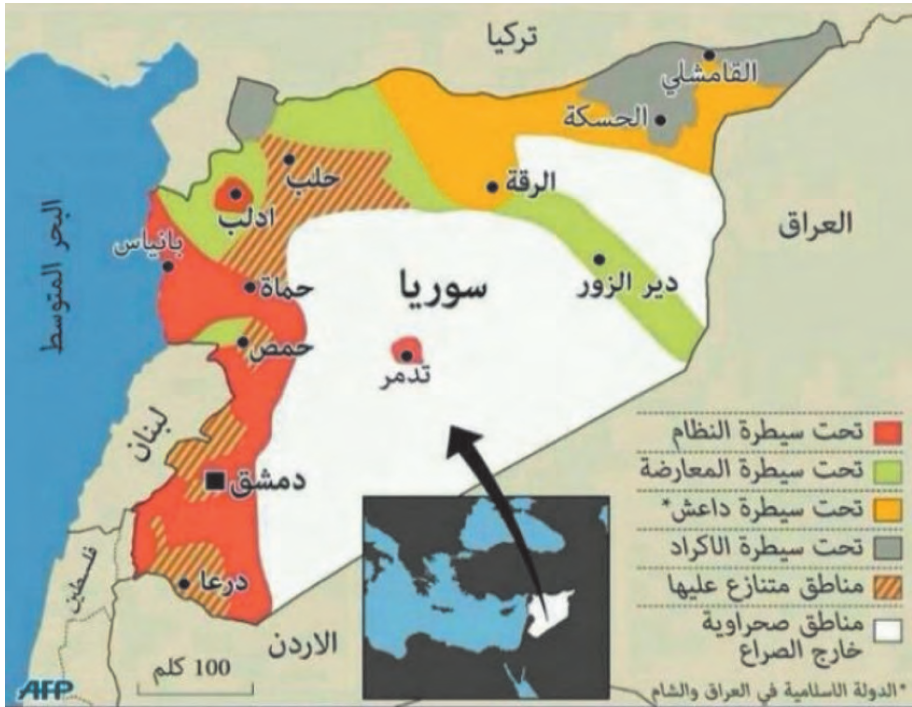 تركيا
القامشلي
الحسكة
حلب
الرقة
ادلب
العراق
البحر المتوسط
بانياس
حماة
سوريا
دير الزور
حمص
تدمر
لبنان
دمشق
فلسطين
درعا
الاردن
100 كلم
AFP
تحت سيطرة النظام
تحت سيطرة المعارضة
تحت سيطرة داعش*
تحت سيطرة الاكراد
مناطق متنازع عليها
مناطق صحراوية
خارج الصراع
*الدولة الاسلامية في العراق والشام